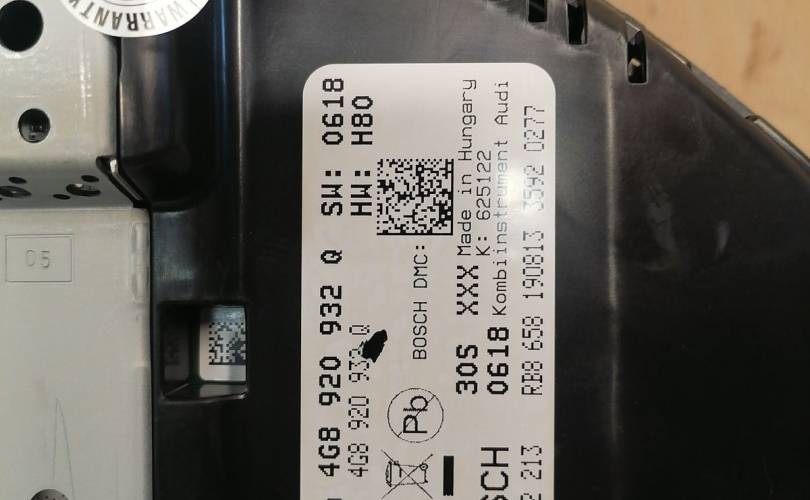 WARRANTY
05
4G8 920 932 Q SW: 0618
4G8 920 932 Q HW: H80
BOSCH DMC:
Pb
30S XXX Made in Hungary
K: 625122
SCH 0618 Kombiinstrument Audi
2 213 RB8 658 190813 3592 0277